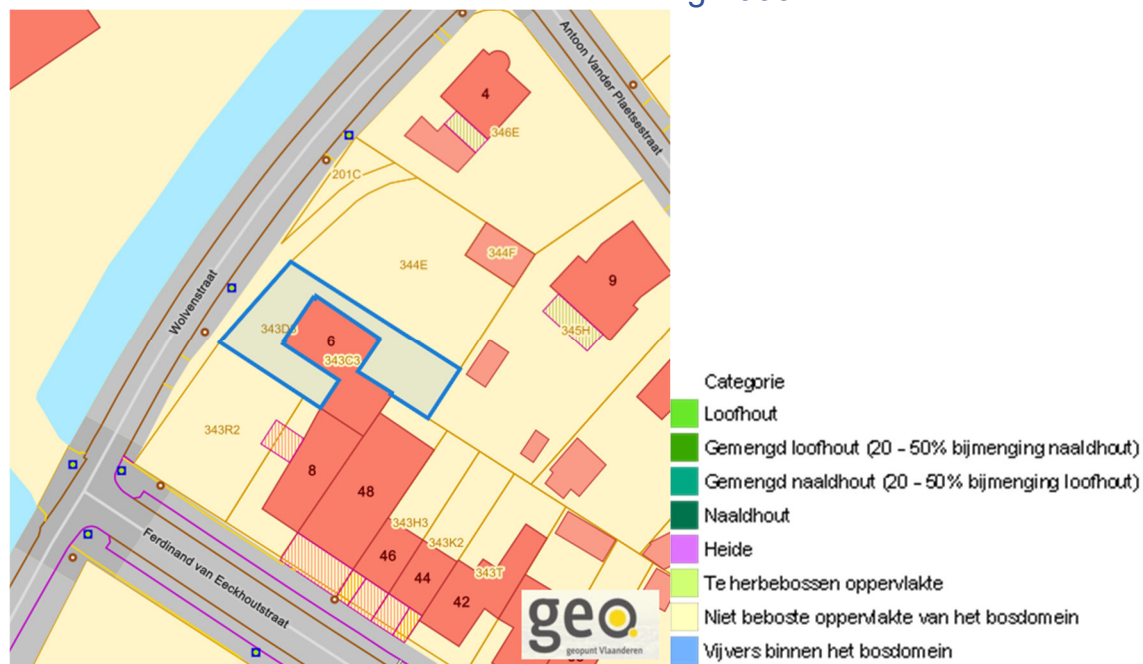 Antoon Vander Plaetsestraat
4
346E
201C
344F
344E
9
Wolvenstraat
6
345H
343C3
343R2
8
48
343H3
343K2
46
44
343T
42
Ferdinand van Eeckhoutstraat
geo.
geopunt Vlaanderen
Categorie
Loofhout
Gemengd loofhout (20 - 50% bijmenging naaldhout)
Gemengd naaldhout (20 - 50% bijmenging loofhout)
Naaldhout
Heide
Te herbebossen oppervlakte
Niet beboste oppervlakte van het bosdomein
Vijvers binnen het bosdomein